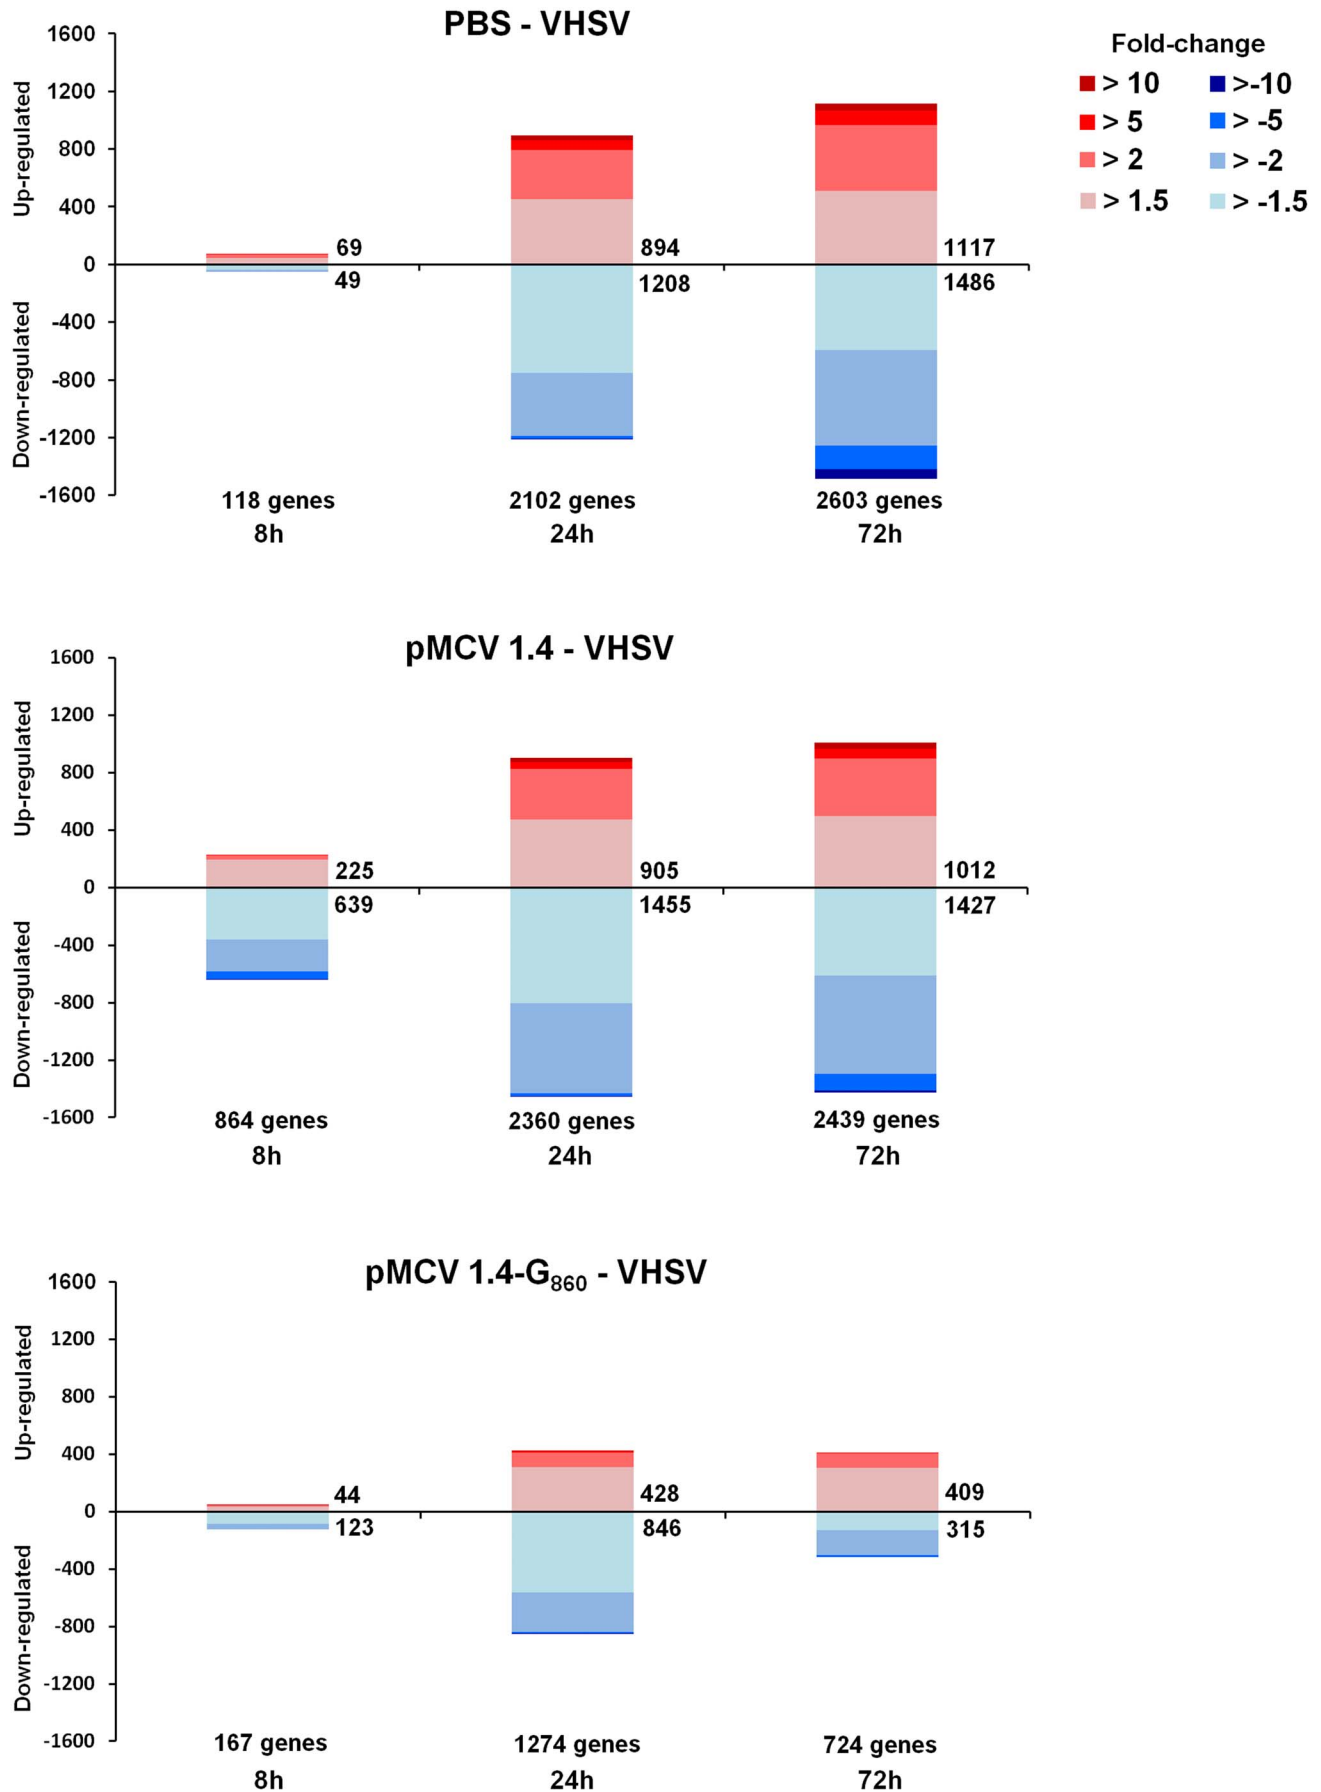 PBS - VHSV
Fold-change
> 10 >-10
> 5 > -5
> 2 > -2
> 1.5 > -1.5
Up-regulated
Down-regulated
1600
1200
800
400
0
-400
-800
-1200
-1600
69
49
894
1208
1117
1486
118 genes 2102 genes 2603 genes
8h 24h 72h
pMCV 1.4 - VHSV
Up-regulated
Down-regulated
1600
1200
800
400
0
-400
-800
-1200
-1600
225
639
905
1455
1012
1427
864 genes 2360 genes 2439 genes
8h 24h 72h
pMCV 1.4-G860 - VHSV
Up-regulated
Down-regulated
1600
1200
800
400
0
-400
-800
-1200
-1600
44
123
428
846
409
315
167 genes 1274 genes 724 genes
8h 24h 72h